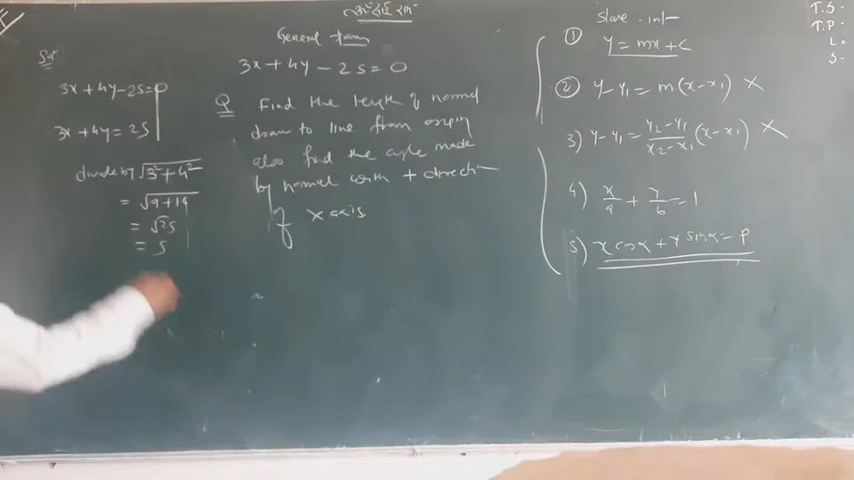 General Form
3x + 4y - 25 = 0
Sol
3x + 4y - 25 = 0
3x + 4y = 25
divide by √3² + 4²
= √9 + 16
= √25
= 5
Q Find the length of normal
drawn to line from origin
also find the angle made
by normal with + direction
of X axis
① slope - int
y = mx + c
② y - y₁ = m(x - x₁) ×
3) y - y₁ = y₂ - y₁ / x₂ - x₁ (x - x₁) ×
4) x/a + y/b = 1
5) x cosα + y sinα = P
T.S-
T.P-
L =
S-